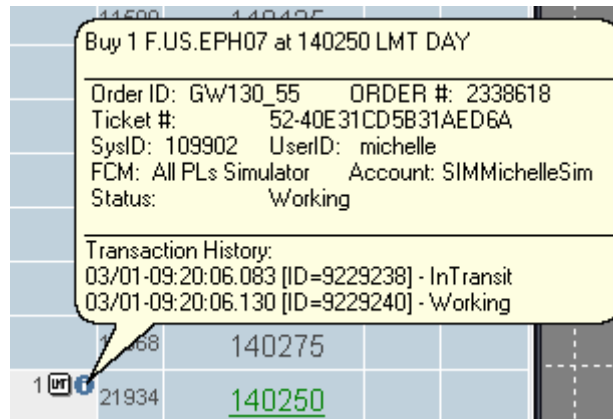 Buy 1 F.US.EPH07 at 140250 LMT DAY
Order ID: GW130_55 ORDER #: 2338618
Ticket #: 52-40E31CD5B31AED6A
SysID: 109902 UserID: michelle
FCM: All PLs Simulator Account: SIMMichelleSim
Status: Working
Transaction History:
03/01-09:20:06.083 [ID=9229238] - InTransit
03/01-09:20:06.130 [ID=9229240] - Working
140275
1 LMT i 21934 140250